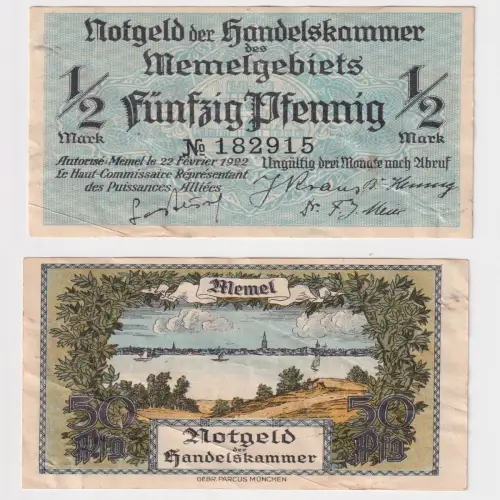 Notgeld der Handelskammer
des
Memelgebiets
1/2 Mark
Fünfzig Pfennig
1/2 Mark
№ 182915
Autorisé-Memel le 22 Février 1922
Le Haut-Commissaire Représentant
des Puissances Alliées
Ungültig drei Monate nach Abruf
Memel
50 Pfg
50 Pfg
Notgeld
der
Handelskammer
GEBR. PARCUS MÜNCHEN